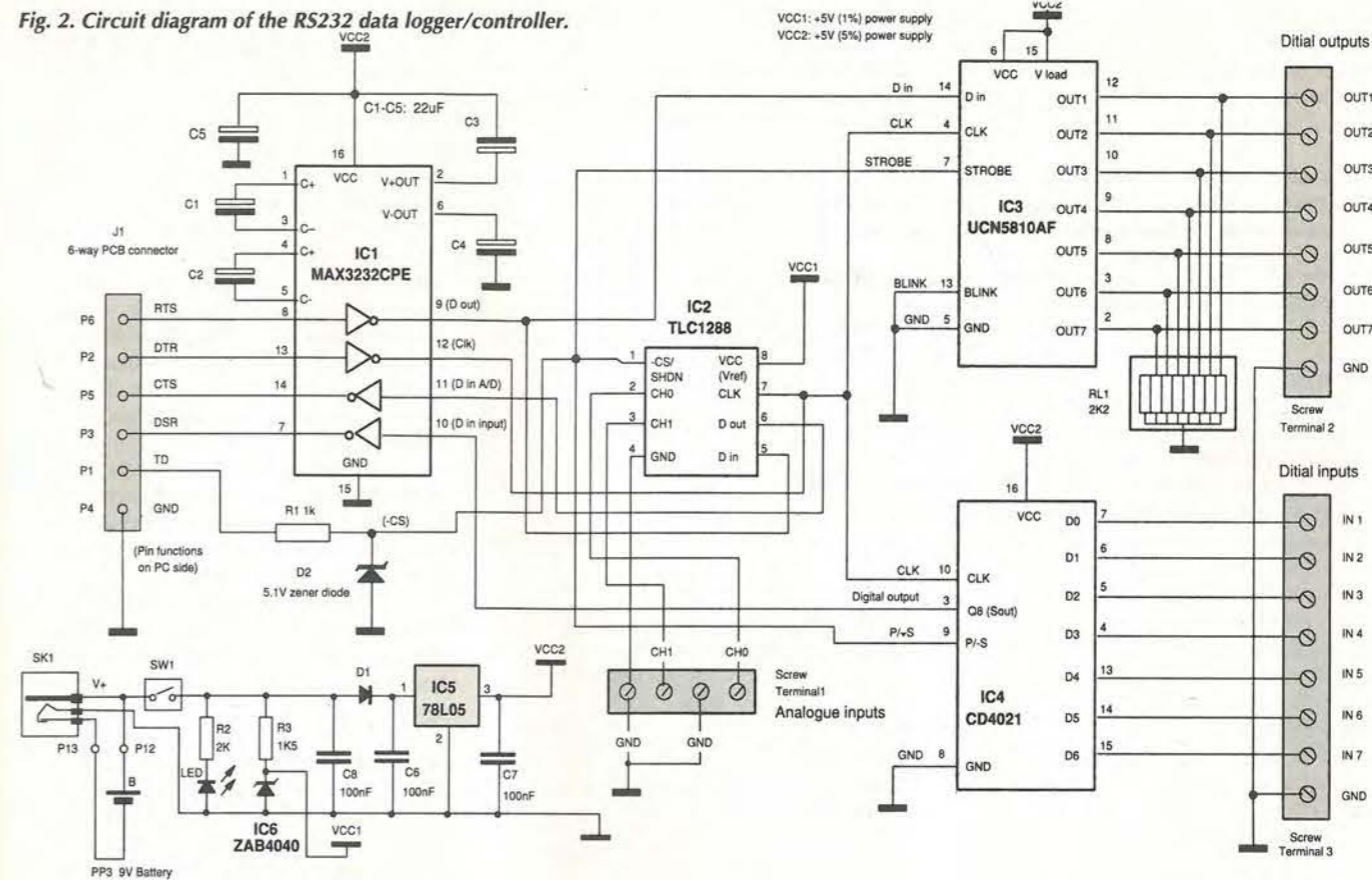 Fig. 2. Circuit diagram of the RS232 data logger/controller.
VCC1: +5V (1%) power supply
VCC2: +5V (5%) power supply
VCC2
C1-C5: 22uF
C5
C3
16
VCC
1
C+
V+OUT
2
C1
3
C–
V-OUT
6
4
C+
C4
C2
5
C-
IC1
MAX3232CPE
J1
6-way PCB connector
P6
RTS
8
9 (D out)
P2
DTR
13
12 (Clk)
P5
CTS
14
11 (D in A/D)
P3
DSR
7
10 (D in input)
P1
TD
GND
15
P4
GND
R1 1k
(-CS)
(Pin functions
on PC side)
D2
5.1V zener diode
IC2
TLC1288
VCC1
1
-CS/
SHDN
VCC
(Vref)
8
2
CH0
CLK
7
3
CH1
D out
6
4
GND
D in
5
CH1
CH0
Screw
Terminal1
Analogue inputs
GND
GND
VCC2
6
15
VCC
V load
D in
14
D in
CLK
4
CLK
STROBE
7
STROBE
IC3
UCN5810AF
BLINK
13
BLINK
GND
5
GND
OUT1
12
OUT2
11
OUT3
10
OUT4
9
OUT5
8
OUT6
3
OUT7
2
RL1
2K2
Ditial outputs
OUT1
OUT2
OUT3
OUT4
OUT5
OUT6
OUT7
GND
Screw
Terminal 2
VCC2
16
VCC
CLK
10
CLK
Digital output
3
Q8 (Sout)
P/+S
9
P/-S
IC4
CD4021
GND
8
GND
D0
7
D1
6
D2
5
D3
4
D4
13
D5
14
D6
15
Ditial inputs
IN 1
IN 2
IN 3
IN 4
IN 5
IN 6
IN 7
GND
Screw
Terminal 3
SK1
V+
SW1
P13
P12
B
PP3 9V Battery
R2
2K
LED
R3
1K5
IC6
ZAB4040
VCC1
C8
100nF
D1
C6
100nF
1
IC5
78L05
3
2
C7
100nF
VCC2